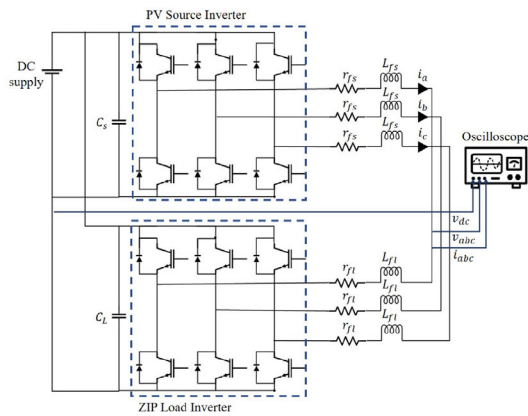 PV Source Inverter
DC
supply
C_s
r_fs
L_fs
i_a
r_fs
L_fs
i_b
r_fs
L_fs
i_c
Oscilloscope
v_dc
v_abc
i_abc
C_L
r_fl
L_fl
r_fl
L_fl
r_fl
L_fl
ZIP Load Inverter